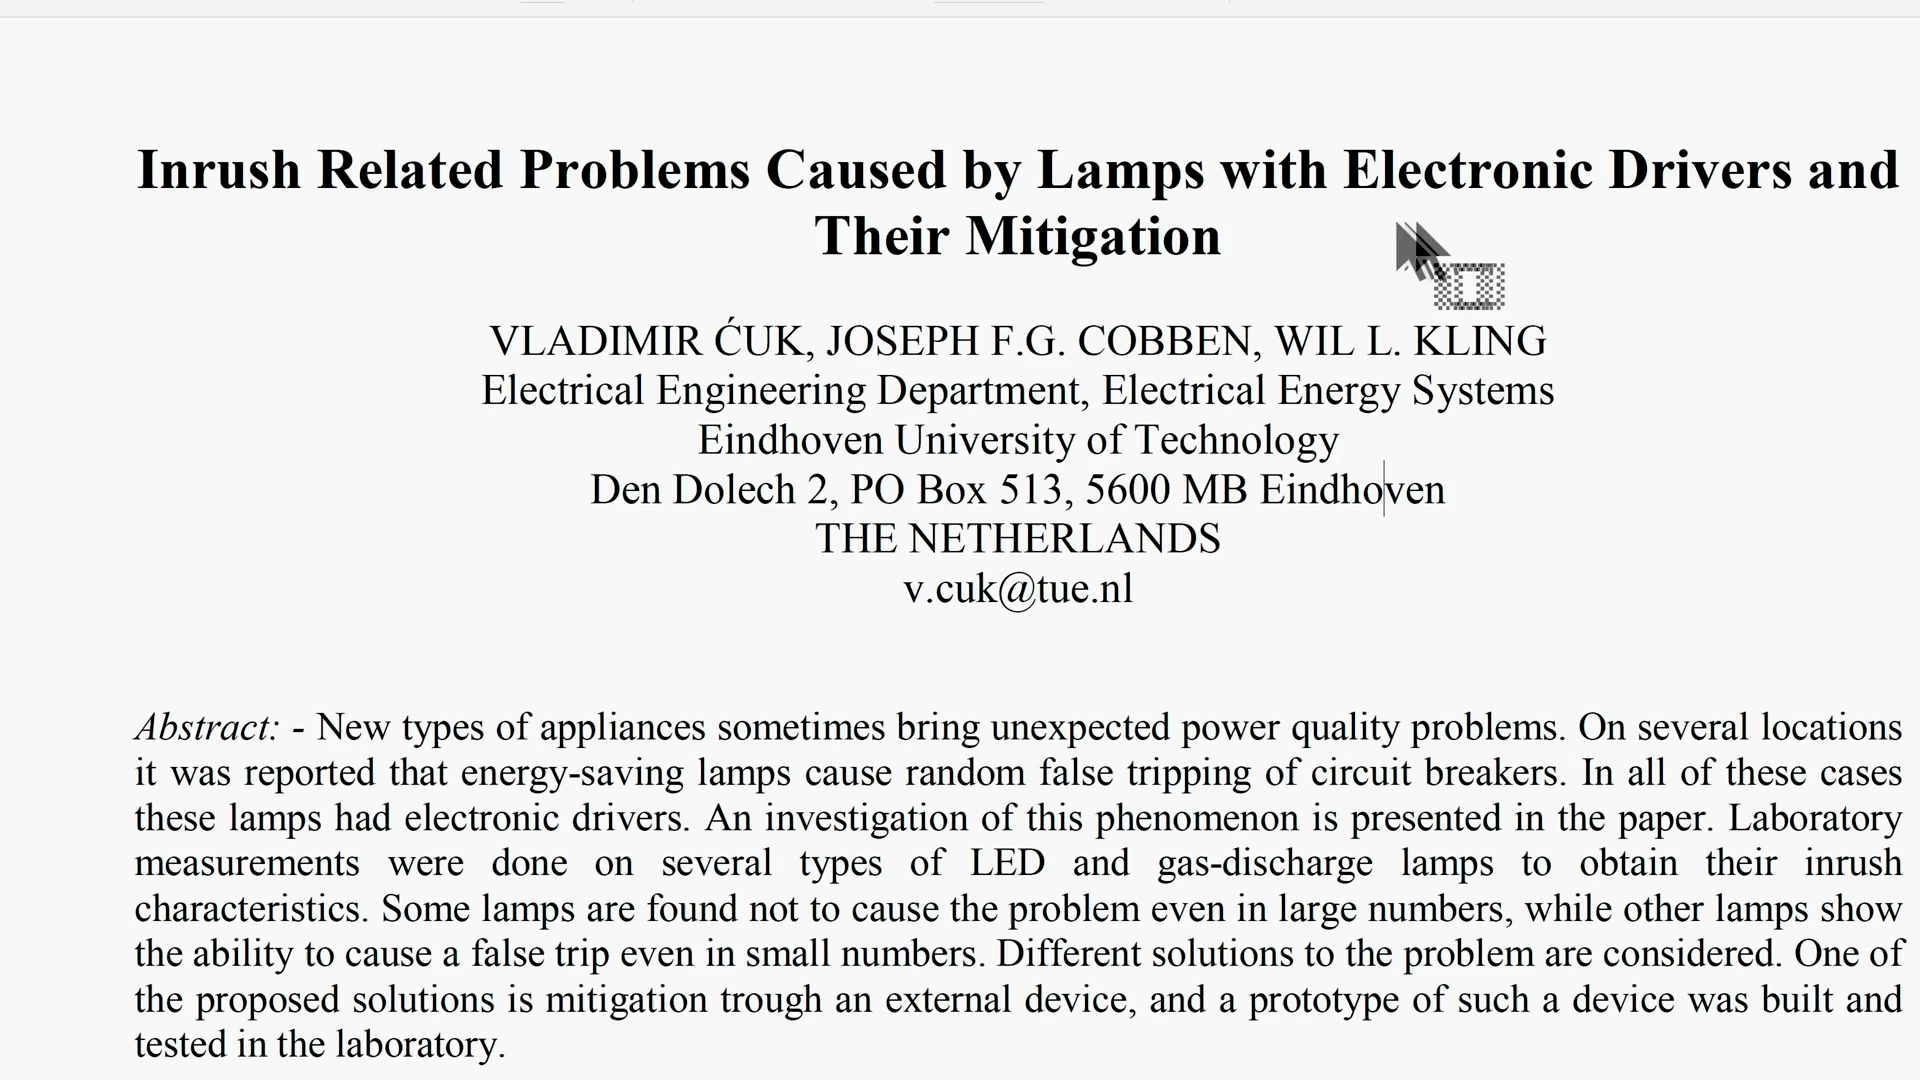 Inrush Related Problems Caused by Lamps with Electronic Drivers and
Their Mitigation
VLADIMIR ĆUK, JOSEPH F.G. COBBEN, WIL L. KLING
Electrical Engineering Department, Electrical Energy Systems
Eindhoven University of Technology
Den Dolech 2, PO Box 513, 5600 MB Eindhoven
THE NETHERLANDS
v.cuk@tue.nl
Abstract: - New types of appliances sometimes bring unexpected power quality problems. On several locations
it was reported that energy-saving lamps cause random false tripping of circuit breakers. In all of these cases
these lamps had electronic drivers. An investigation of this phenomenon is presented in the paper. Laboratory
measurements were done on several types of LED and gas-discharge lamps to obtain their inrush
characteristics. Some lamps are found not to cause the problem even in large numbers, while other lamps show
the ability to cause a false trip even in small numbers. Different solutions to the problem are considered. One of
the proposed solutions is mitigation trough an external device, and a prototype of such a device was built and
tested in the laboratory.